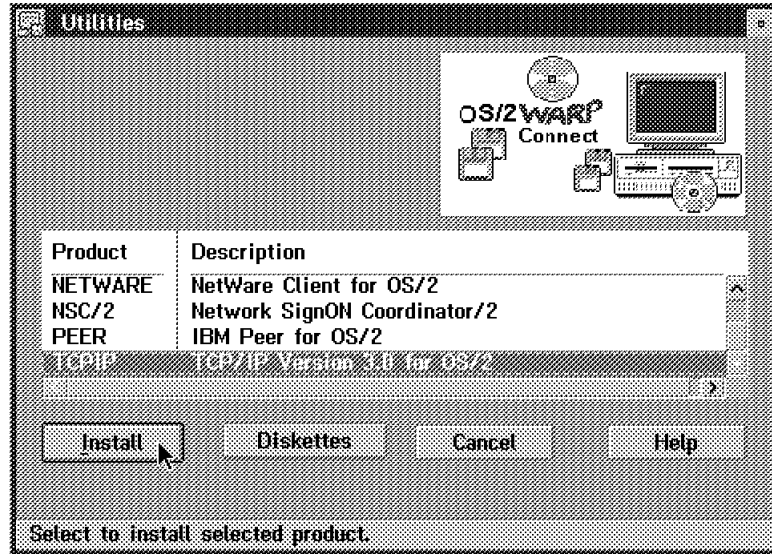 Utilities
OS/2 WARP
Connect
Product Description
NETWARE NetWare Client for OS/2
NSC/2 Network SignON Coordinator/2
PEER IBM Peer for OS/2
TCPIP TCP/IP Version 3.0 for OS/2
Install Diskettes Cancel Help
Select to install selected product.